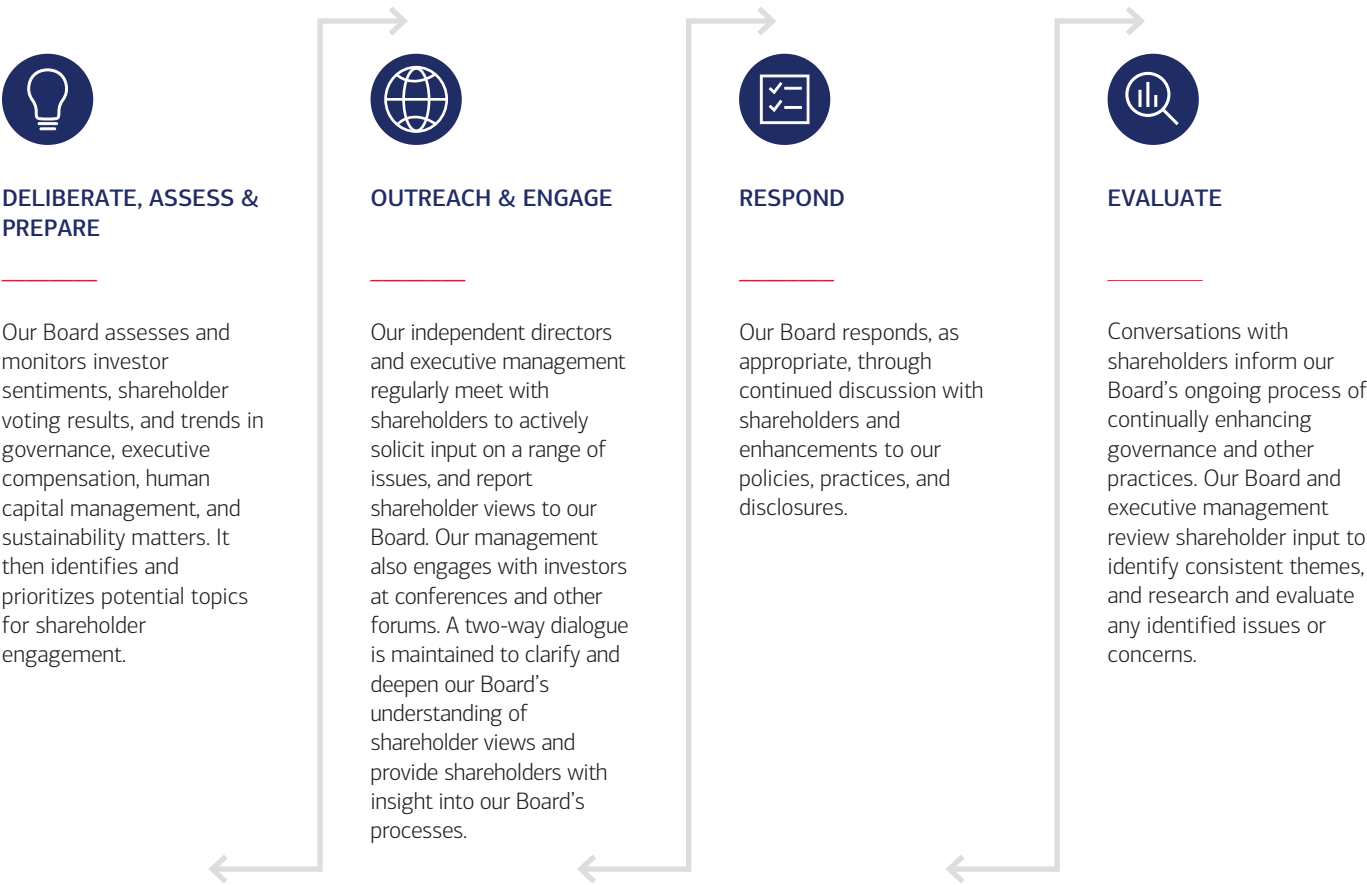 DELIBERATE, ASSESS &
PREPARE
Our Board assesses and
monitors investor
sentiments, shareholder
voting results, and trends in
governance, executive
compensation, human
capital management, and
sustainability matters. It
then identifies and
prioritizes potential topics
for shareholder
engagement.
OUTREACH & ENGAGE
Our independent directors
and executive management
regularly meet with
shareholders to actively
solicit input on a range of
issues, and report
shareholder views to our
Board. Our management
also engages with investors
at conferences and other
forums. A two-way dialogue
is maintained to clarify and
deepen our Board’s
understanding of
shareholder views and
provide shareholders with
insight into our Board’s
processes.
RESPOND
Our Board responds, as
appropriate, through
continued discussion with
shareholders and
enhancements to our
policies, practices, and
disclosures.
EVALUATE
Conversations with
shareholders inform our
Board’s ongoing process of
continually enhancing
governance and other
practices. Our Board and
executive management
review shareholder input to
identify consistent themes,
and research and evaluate
any identified issues or
concerns.